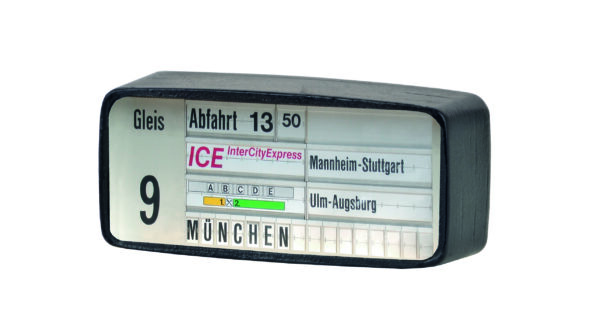 Gleis
9
Abfahrt 13 50
ICE InterCityExpress
Mannheim-Stuttgart
A B C D E
1. X 2.
Ulm-Augsburg
MÜNCHEN